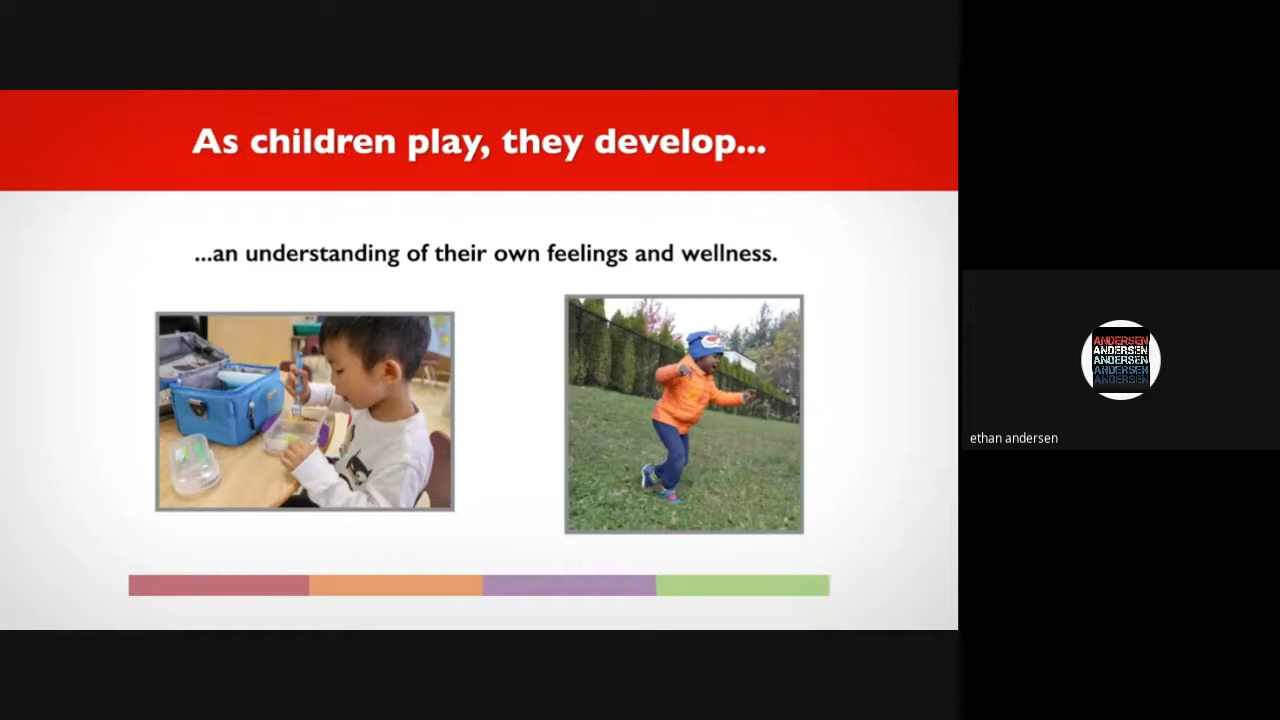 As children play, they develop...
...an understanding of their own feelings and wellness.
ANDERSEN
ANDERSEN
ANDERSEN
ANDERSEN
ANDERSEN
ethan andersen